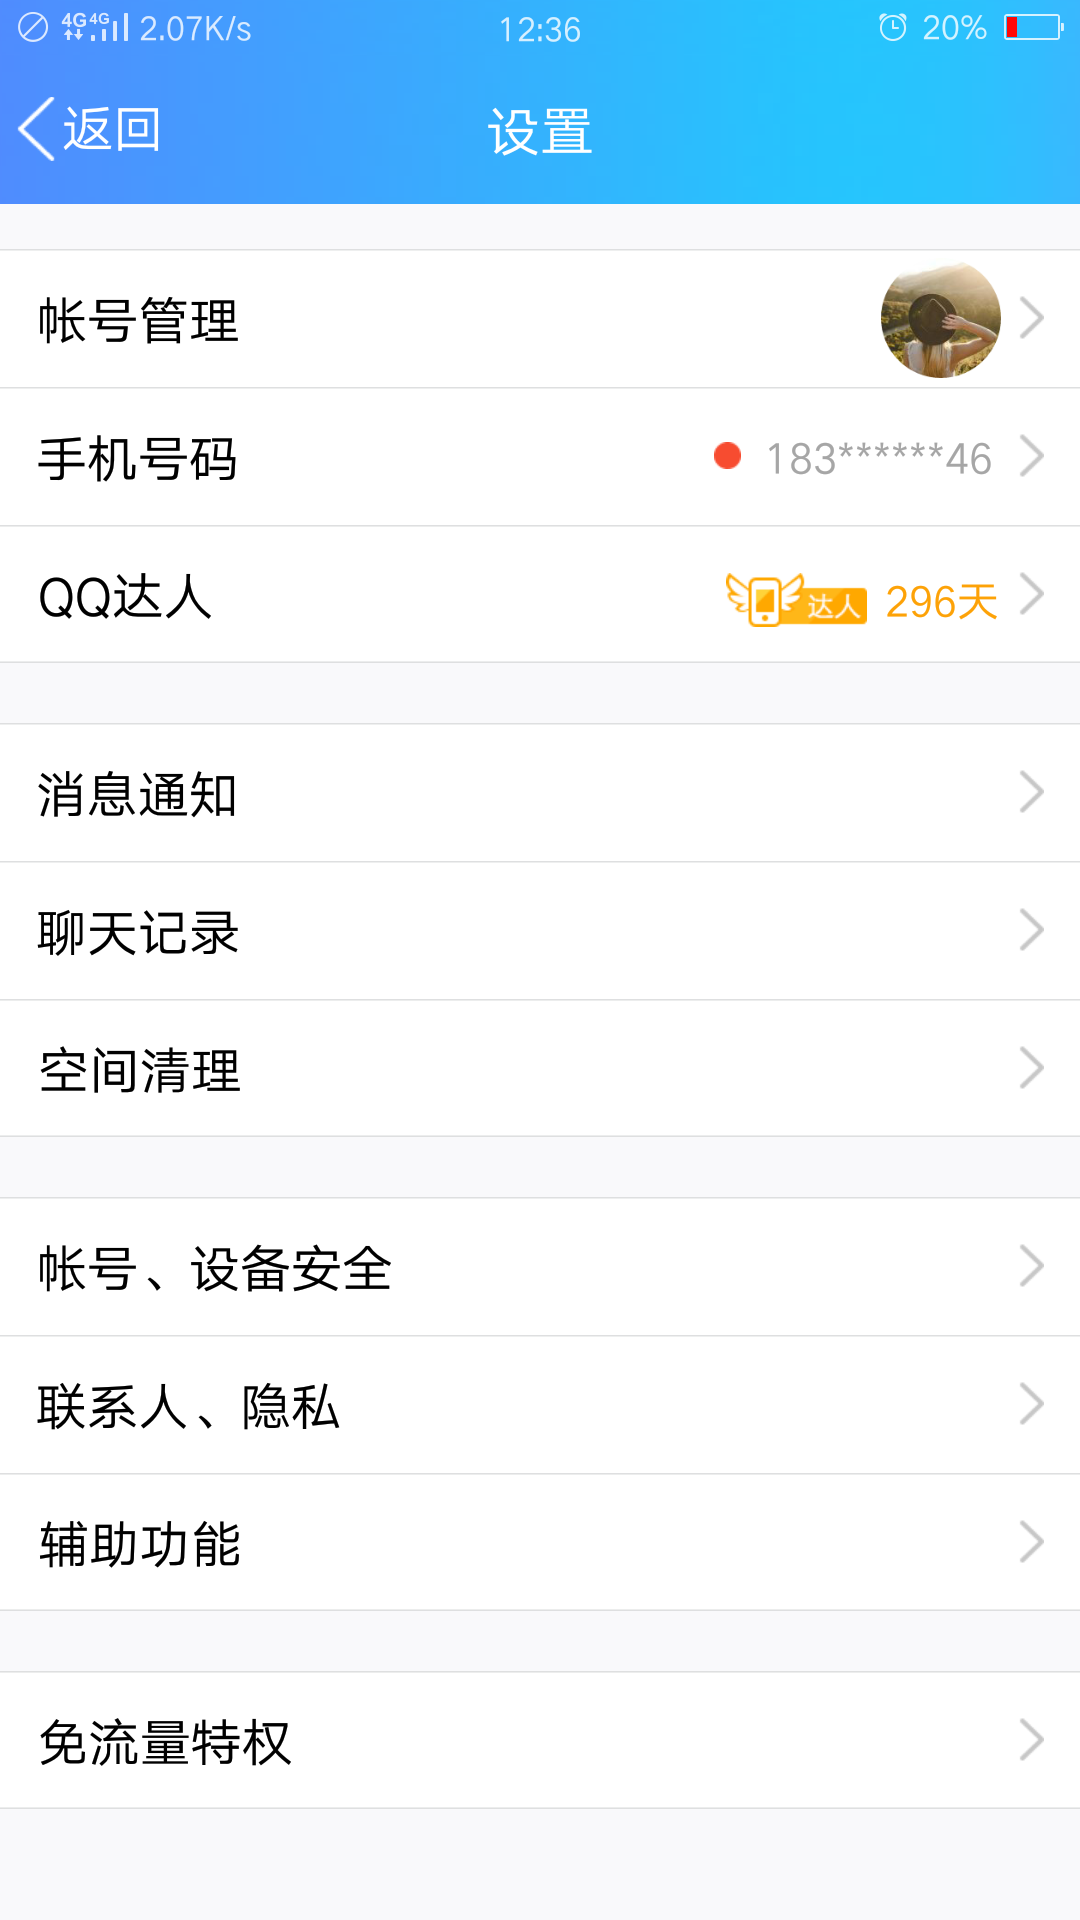 4G 4G 2.07K/s 12:36 20%
返回 设置
帐号管理
手机号码 183******46
QQ达人 达人 296天
消息通知
聊天记录
空间清理
帐号、设备安全
联系人、隐私
辅助功能
免流量特权